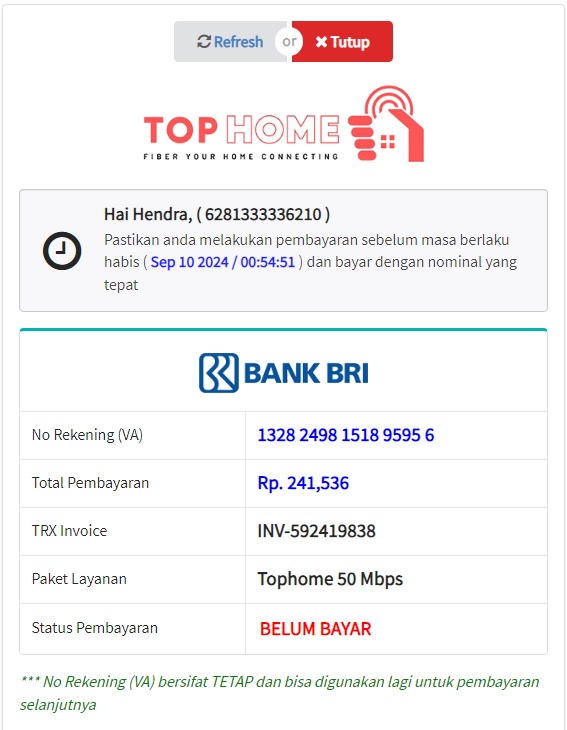 Refresh or Tutup
TOP HOME
FIBER YOUR HOME CONNECTING
Hai Hendra, ( 6281333336210 )
Pastikan anda melakukan pembayaran sebelum masa berlaku
habis ( Sep 10 2024 / 00:54:51 ) dan bayar dengan nominal yang
tepat
BANK BRI
No Rekening (VA) 1328 2498 1518 9595 6
Total Pembayaran Rp. 241,536
TRX Invoice INV-592419838
Paket Layanan Tophome 50 Mbps
Status Pembayaran BELUM BAYAR
*** No Rekening (VA) bersifat TETAP dan bisa digunakan lagi untuk pembayaran
selanjutnya